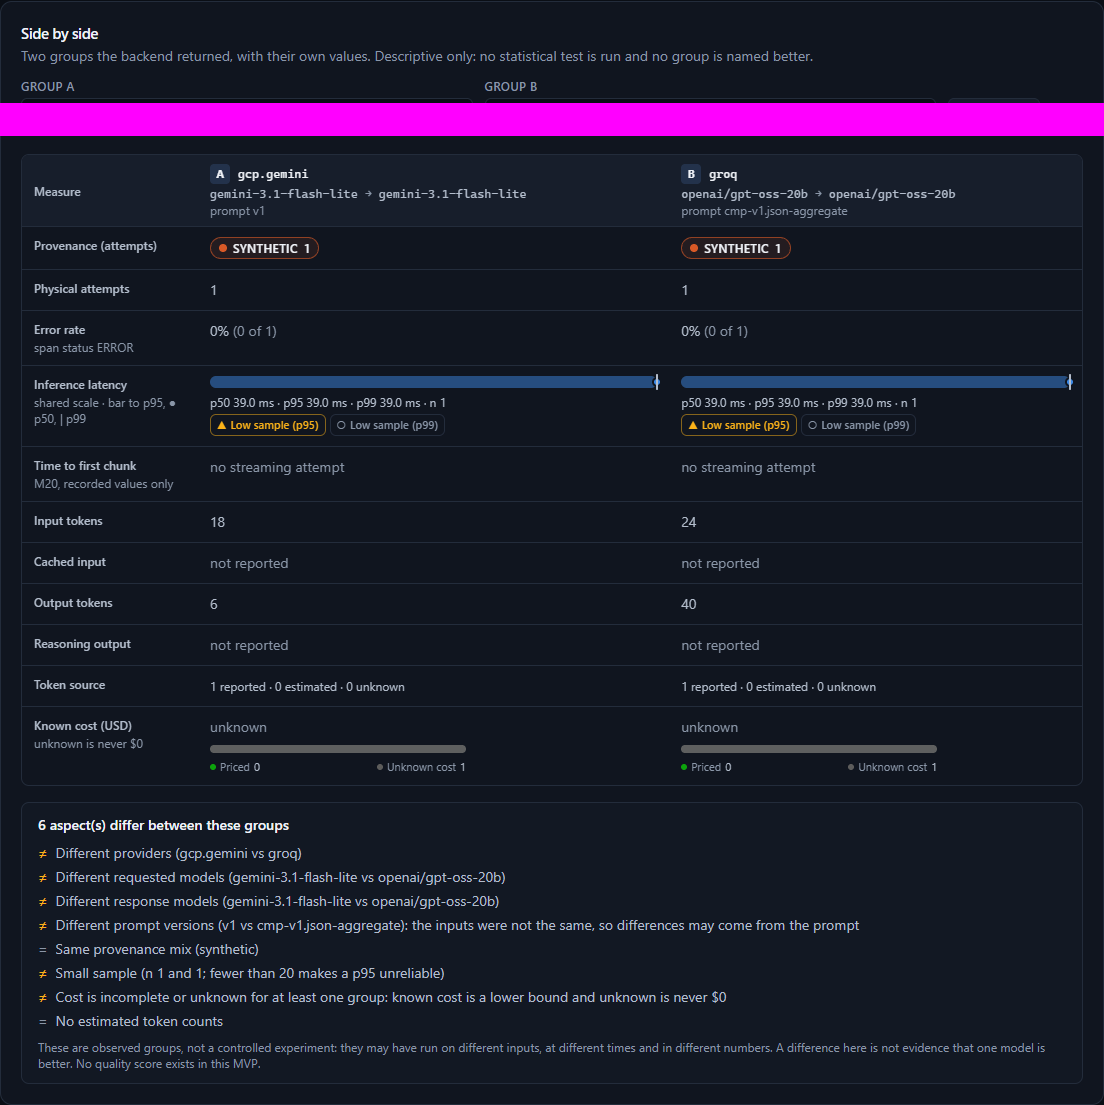 Side by side
Two groups the backend returned, with their own values. Descriptive only: no statistical test is run and no group is named better.
GROUP A GROUP B
Measure
A gcp.gemini
gemini-3.1-flash-lite → gemini-3.1-flash-lite
prompt v1
B groq
openai/gpt-oss-20b → openai/gpt-oss-20b
prompt cmp-v1.json-aggregate
Provenance (attempts) SYNTHETIC 1 SYNTHETIC 1
Physical attempts 1 1
Error rate 0% (0 of 1) 0% (0 of 1)
span status ERROR
Inference latency
shared scale · bar to p95, ●
p50, | p99
p50 39.0 ms · p95 39.0 ms · p99 39.0 ms · n 1
▲ Low sample (p95) ○ Low sample (p99)
p50 39.0 ms · p95 39.0 ms · p99 39.0 ms · n 1
▲ Low sample (p95) ○ Low sample (p99)
Time to first chunk no streaming attempt no streaming attempt
M20, recorded values only
Input tokens 18 24
Cached input not reported not reported
Output tokens 6 40
Reasoning output not reported not reported
Token source 1 reported · 0 estimated · 0 unknown 1 reported · 0 estimated · 0 unknown
Known cost (USD) unknown unknown
unknown is never $0
Priced 0 Unknown cost 1 Priced 0 Unknown cost 1
6 aspect(s) differ between these groups
≠ Different providers (gcp.gemini vs groq)
≠ Different requested models (gemini-3.1-flash-lite vs openai/gpt-oss-20b)
≠ Different response models (gemini-3.1-flash-lite vs openai/gpt-oss-20b)
≠ Different prompt versions (v1 vs cmp-v1.json-aggregate): the inputs were not the same, so differences may come from the prompt
= Same provenance mix (synthetic)
≠ Small sample (n 1 and 1; fewer than 20 makes a p95 unreliable)
≠ Cost is incomplete or unknown for at least one group: known cost is a lower bound and unknown is never $0
= No estimated token counts
These are observed groups, not a controlled experiment: they may have run on different inputs, at different times and in different numbers. A difference here is not evidence that one model is
better. No quality score exists in this MVP.